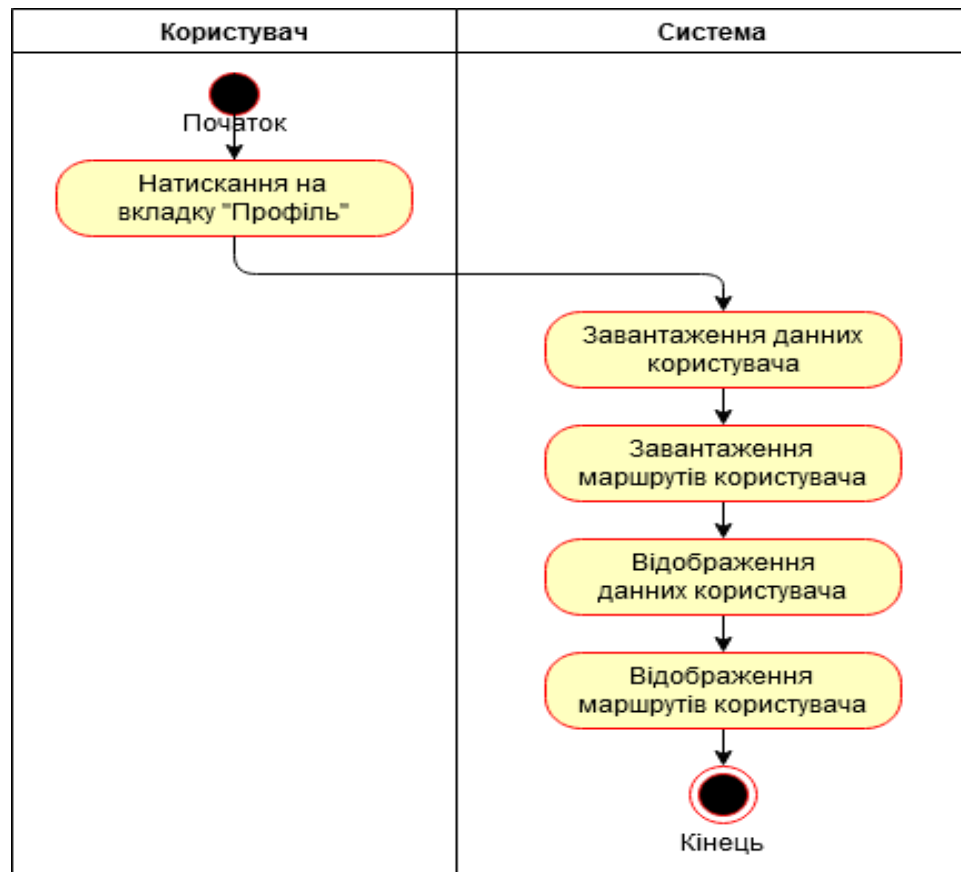 Користувач
Система
Початок
Натискання на
вкладку "Профіль"
Завантаження данних
користувача
Завантаження
маршрутів користувача
Відображення
данних користувача
Відображення
маршрутів користувача
Кінець